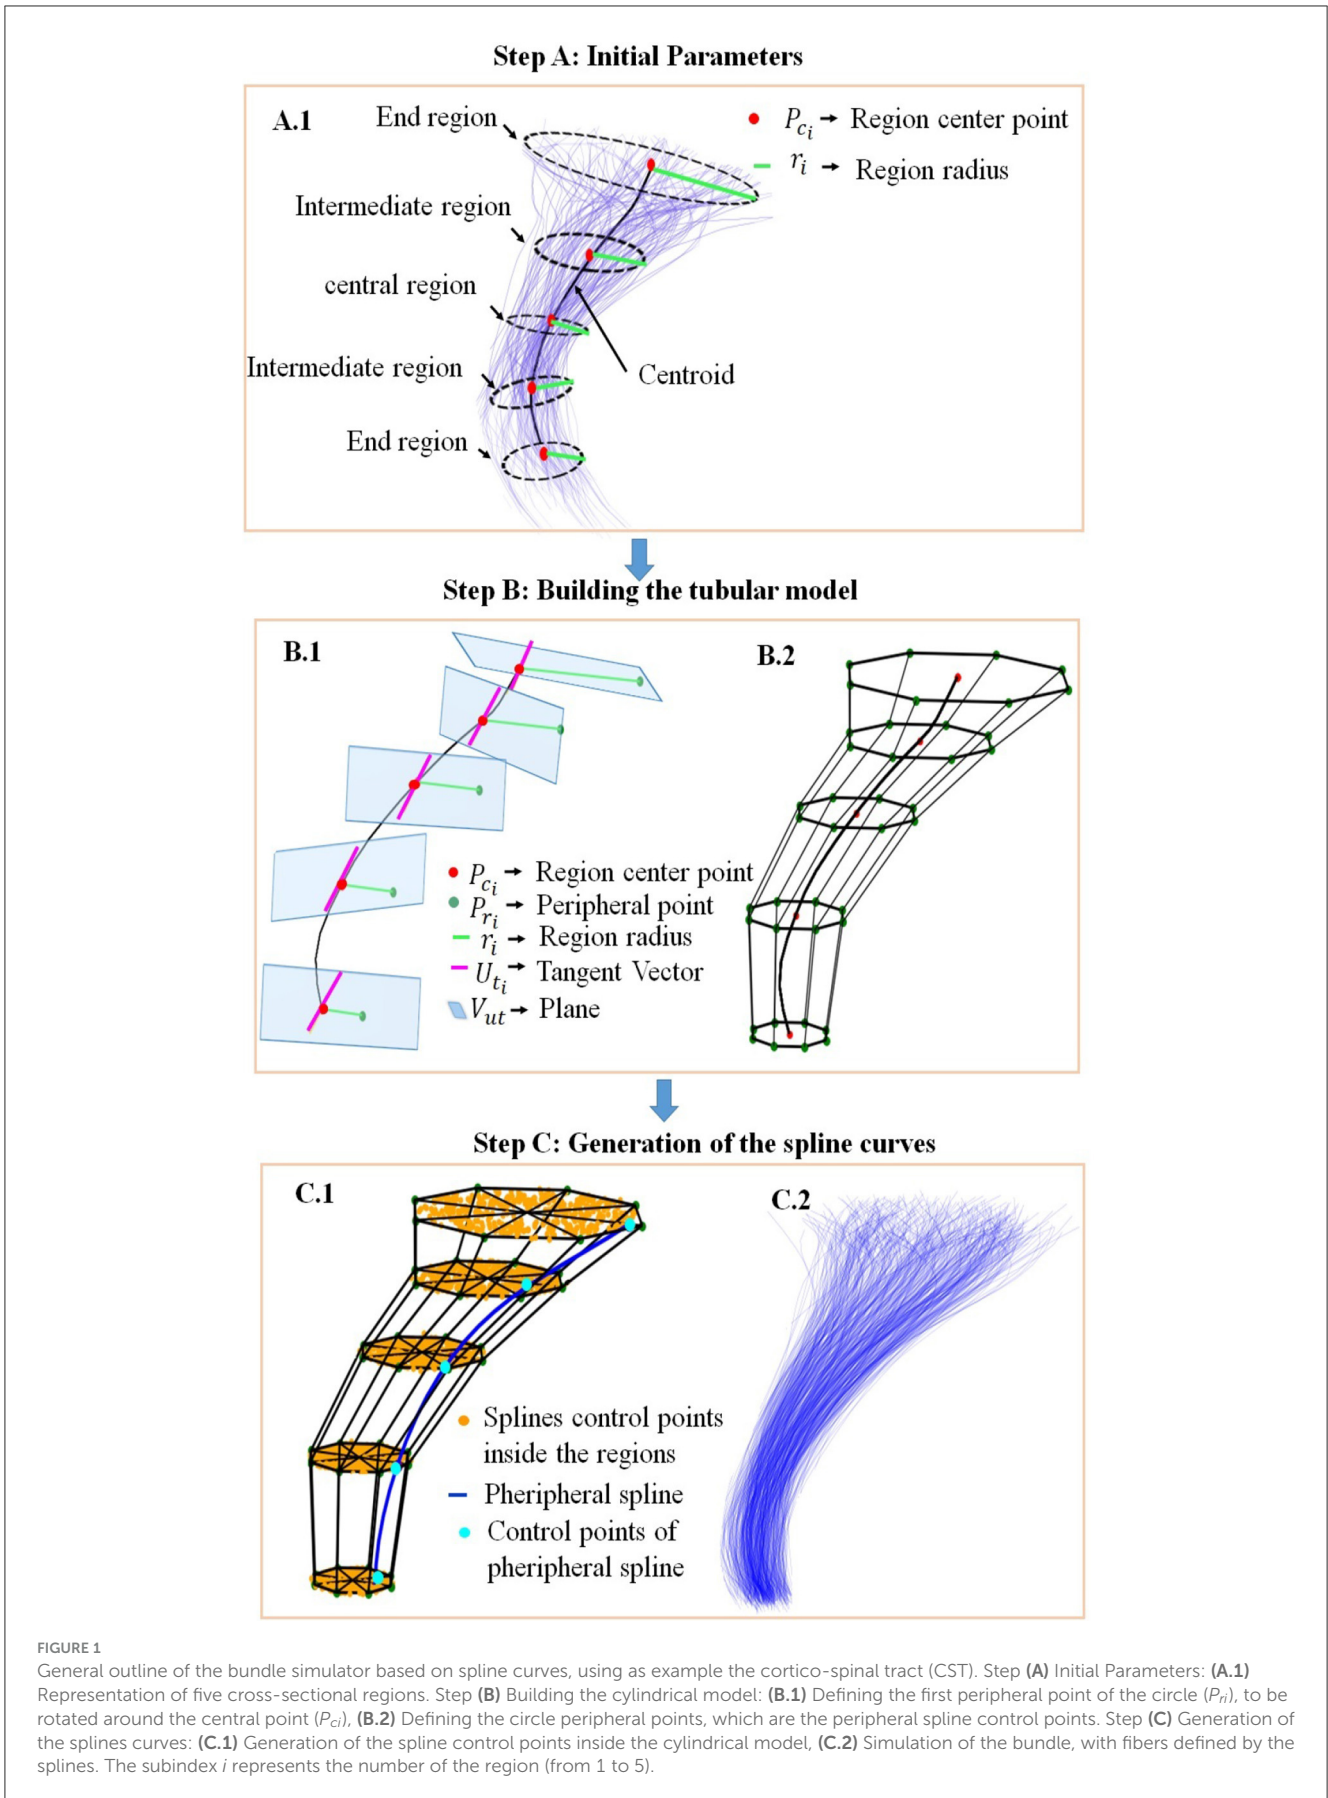 Step A: Initial Parameters
A.1
End region
Intermediate region
central region
Intermediate region
End region
Centroid
P_ci → Region center point
r_i → Region radius
Step B: Building the tubular model
B.1
B.2
P_ci → Region center point
P_ri → Peripheral point
r_i → Region radius
U_ti → Tangent Vector
V_ut → Plane
Step C: Generation of the spline curves
C.1
C.2
Splines control points
inside the regions
Pheripheral spline
Control points of
pheripheral spline
FIGURE 1
General outline of the bundle simulator based on spline curves, using as example the cortico-spinal tract (CST). Step (A) Initial Parameters: (A.1)
Representation of five cross-sectional regions. Step (B) Building the cylindrical model: (B.1) Defining the first peripheral point of the circle (Pri), to be
rotated around the central point (Pci), (B.2) Defining the circle peripheral points, which are the peripheral spline control points. Step (C) Generation of
the splines curves: (C.1) Generation of the spline control points inside the cylindrical model, (C.2) Simulation of the bundle, with fibers defined by the
splines. The subindex i represents the number of the region (from 1 to 5).